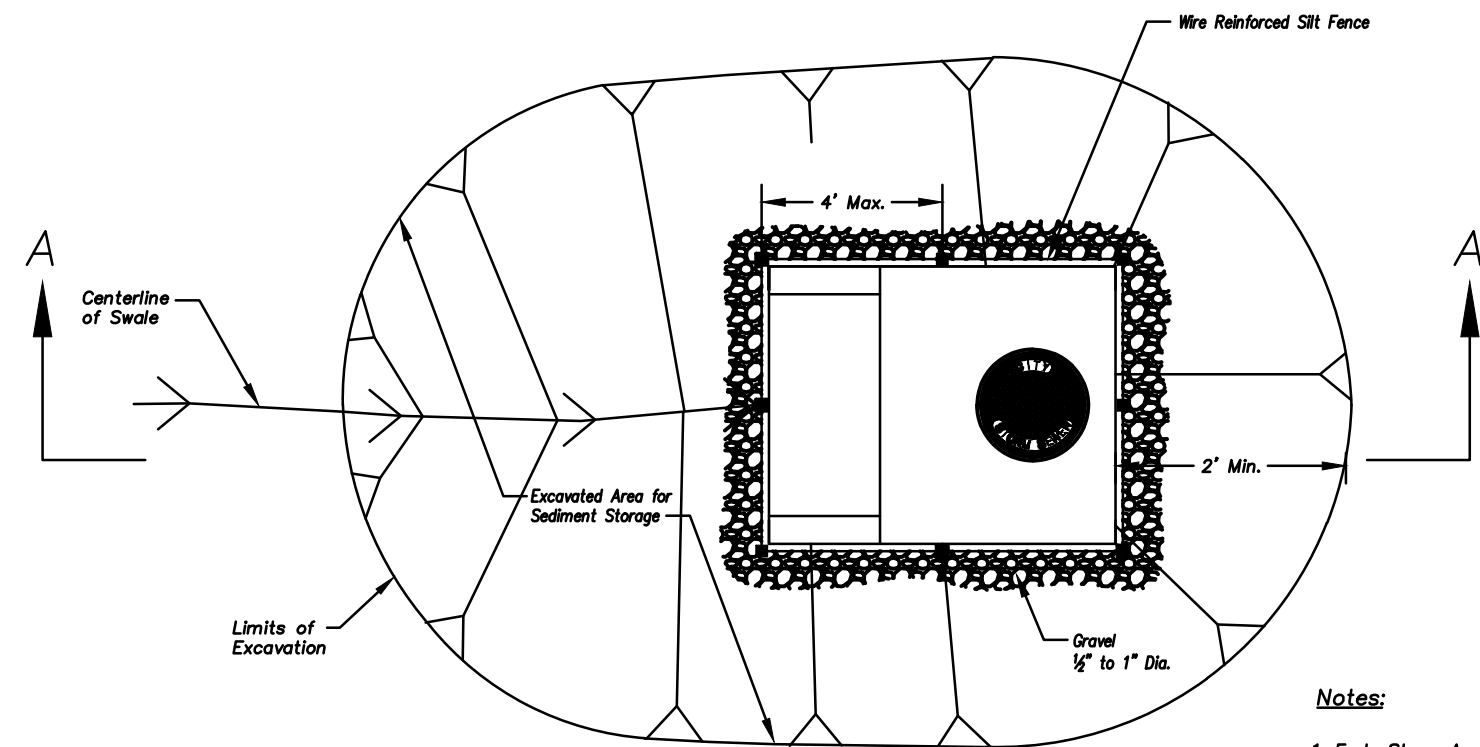 Wire Reinforced Silt Fence
4' Max.
A
A
Centerline
of Swale
2' Min.
Excavated Area for
Sediment Storage
Limits of
Excavation
Gravel
½" to 1" Dia.
Notes: